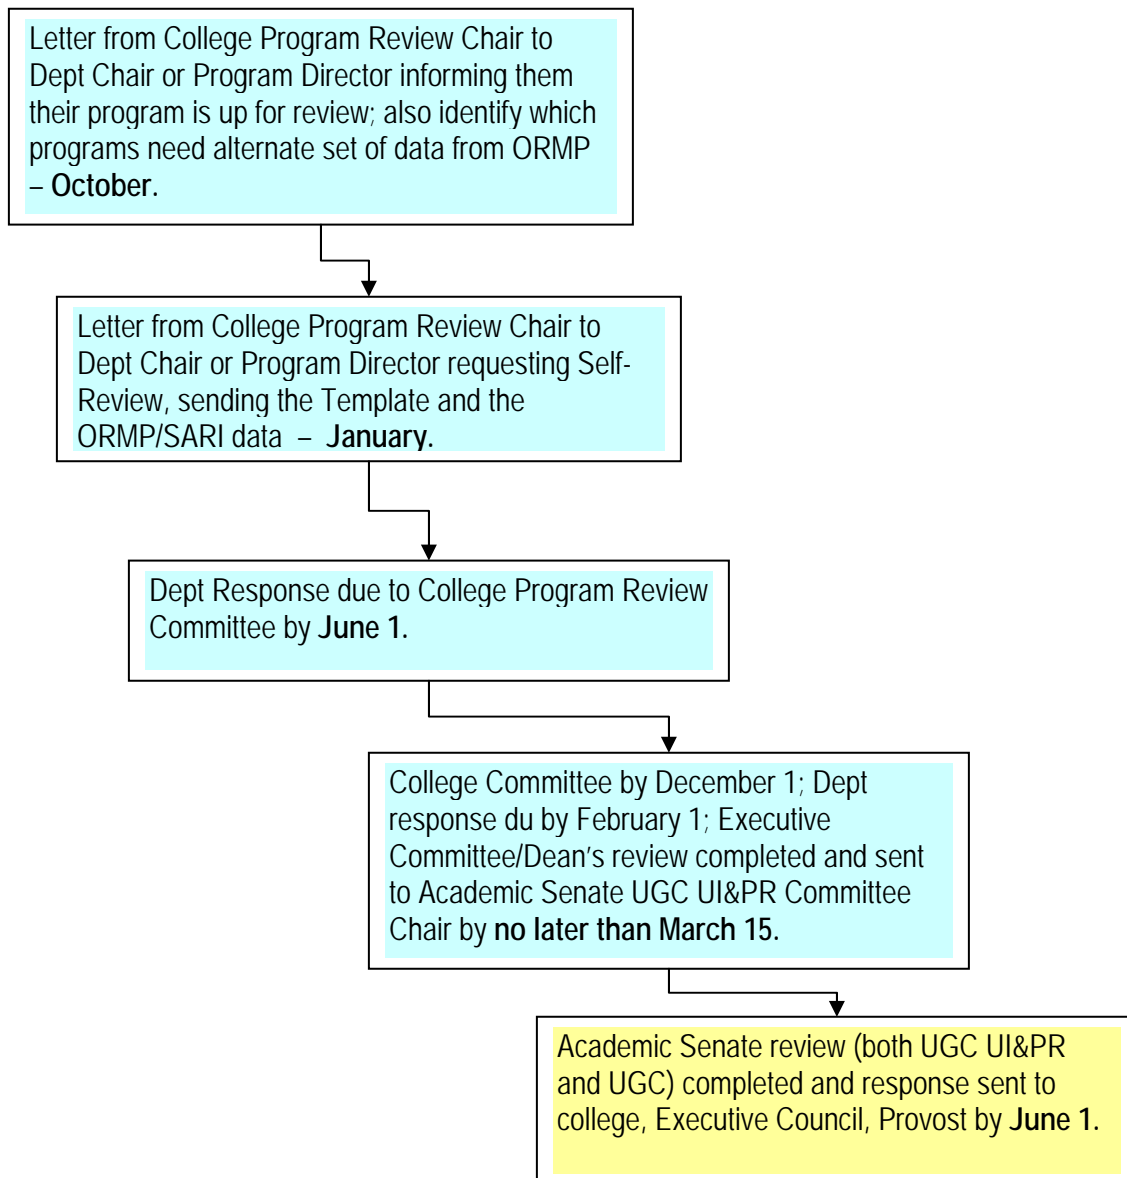 Letter from College Program Review Chair to
Dept Chair or Program Director informing them
their program is up for review; also identify which
programs need alternate set of data from ORMP
– October.
Letter from College Program Review Chair to
Dept Chair or Program Director requesting Self-
Review, sending the Template and the
ORMP/SARI data – January.
Dept Response due to College Program Review
Committee by June 1.
College Committee by December 1; Dept
response du by February 1; Executive
Committee/Dean’s review completed and sent
to Academic Senate UGC UI&PR Committee
Chair by no later than March 15.
Academic Senate review (both UGC UI&PR
and UGC) completed and response sent to
college, Executive Council, Provost by June 1.